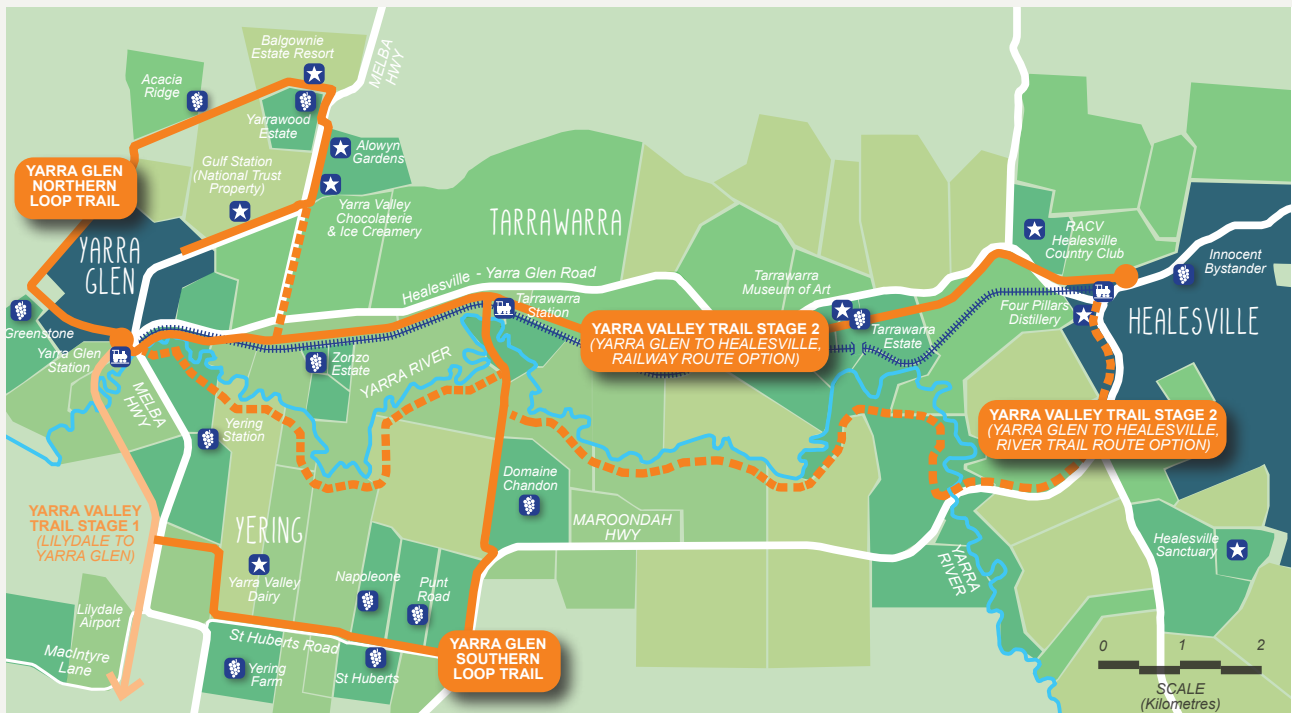 Balgownie
Estate Resort
MELBA
HWY
Acacia
Ridge
Yarrawood
Estate
Alowyn
Gardens
YARRA GLEN
NORTHERN
LOOP TRAIL
Gulf Station
(National Trust
Property)
Yarra Valley
Chocolaterie
& Ice Creamery
TARRAWARRA
YARRA
GLEN
RACV
Healesville
Country Club
Innocent
Bystander
Healesville - Yarra Glen Road
Tarrawarra
Museum of Art
Tarrawarra
Station
Four Pillars
Distillery
HEALESVILLE
Greenstone
Yarra Glen
Station
YARRA VALLEY TRAIL STAGE 2
(YARRA GLEN TO HEALESVILLE,
RAILWAY ROUTE OPTION)
Tarrawarra
Estate
Zonzo
Estate
YARRA RIVER
MELBA
HWY
Yering
Station
YARRA VALLEY TRAIL STAGE 2
(YARRA GLEN TO HEALESVILLE,
RIVER TRAIL ROUTE OPTION)
Domaine
Chandon
YARRA VALLEY
TRAIL STAGE 1
(LILYDALE TO
YARRA GLEN)
YERING
MAROONDAH
HWY
YARRA
RIVER
Healesville
Sanctuary
Yarra Valley
Dairy
Napoleone
Punt
Road
Lilydale
Airport
MacIntyre
Lane
St Huberts Road
YARRA GLEN
SOUTHERN
LOOP TRAIL
Yering
Farm
St Huberts
0 1 2
SCALE
(Kilometres)